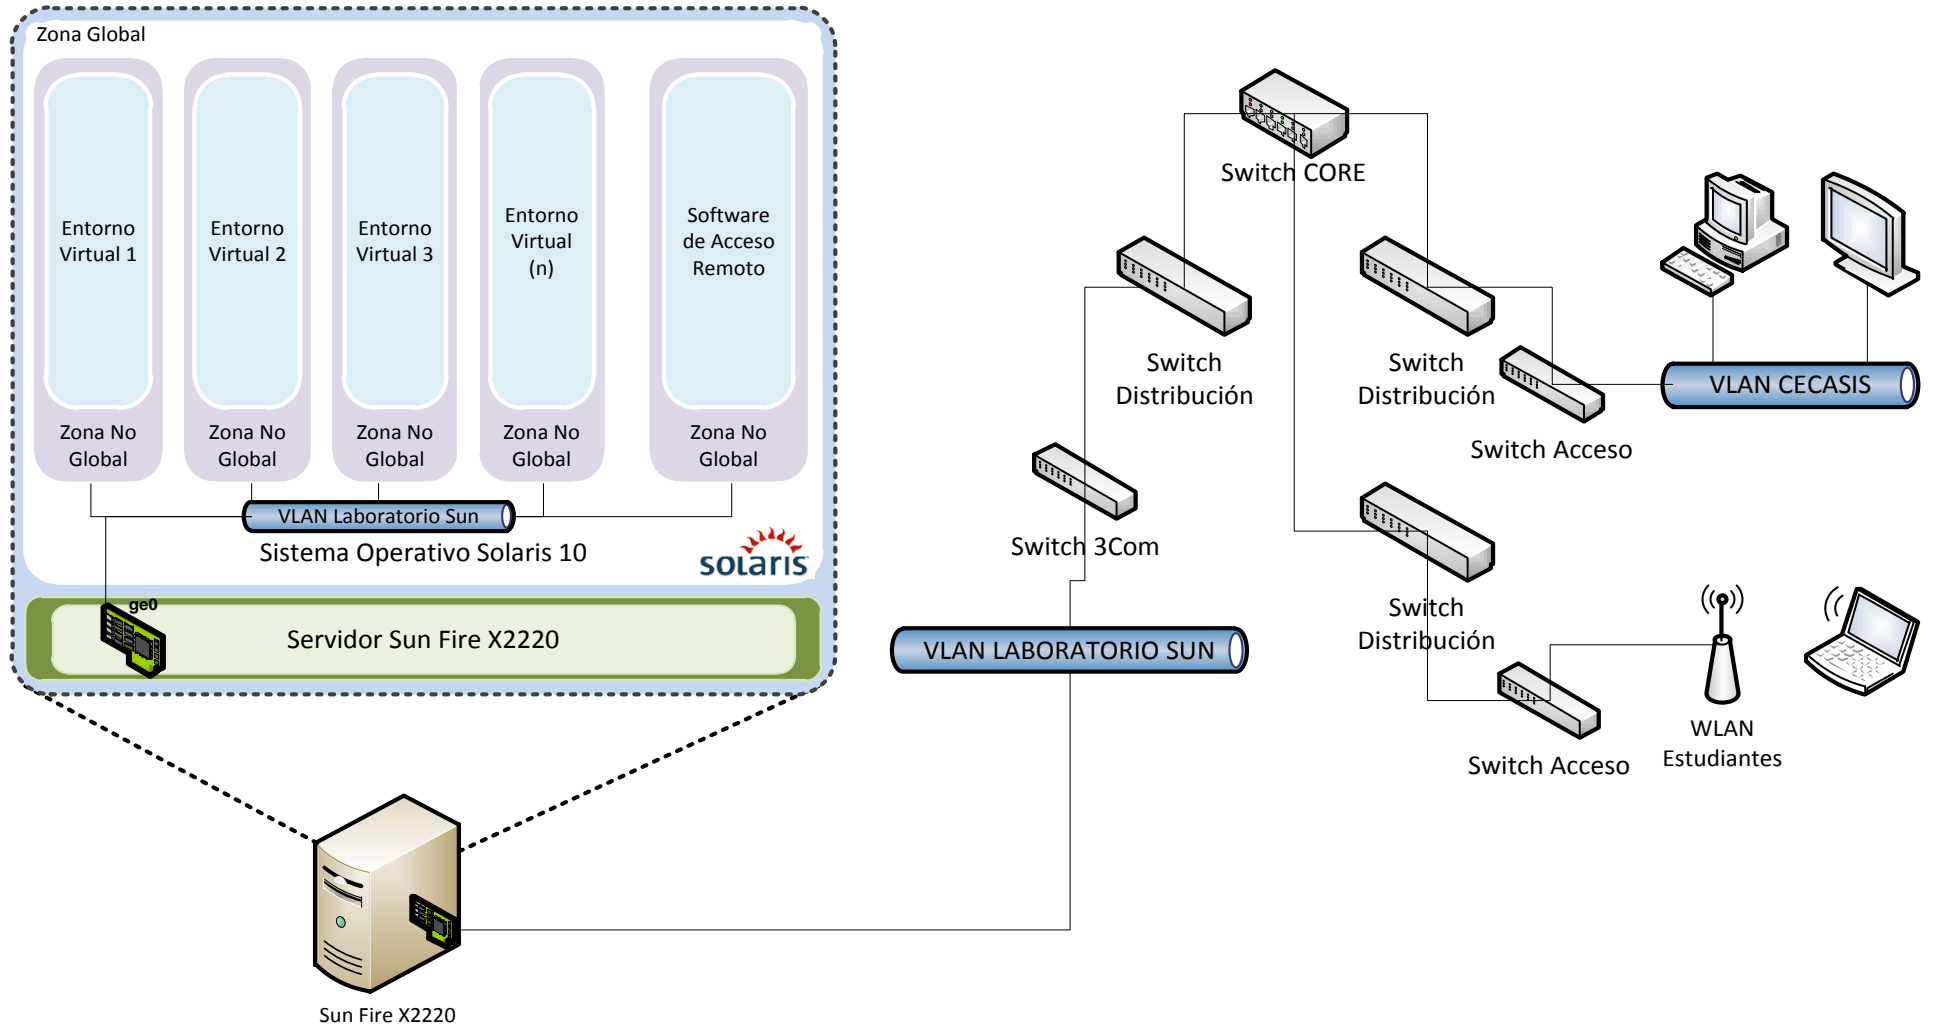 Zona Global
Entorno
Virtual 1
Entorno
Virtual 2
Entorno
Virtual 3
Entorno
Virtual
(n)
Software
de Acceso
Remoto
Zona No
Global
Zona No
Global
Zona No
Global
Zona No
Global
Zona No
Global
VLAN Laboratorio Sun
Sistema Operativo Solaris 10
solaris
ge0
Servidor Sun Fire X2220
Sun Fire X2220
Switch CORE
Switch
Distribución
Switch
Distribución
VLAN CECASIS
Switch Acceso
Switch 3Com
Switch
Distribución
VLAN LABORATORIO SUN
WLAN
Estudiantes
Switch Acceso